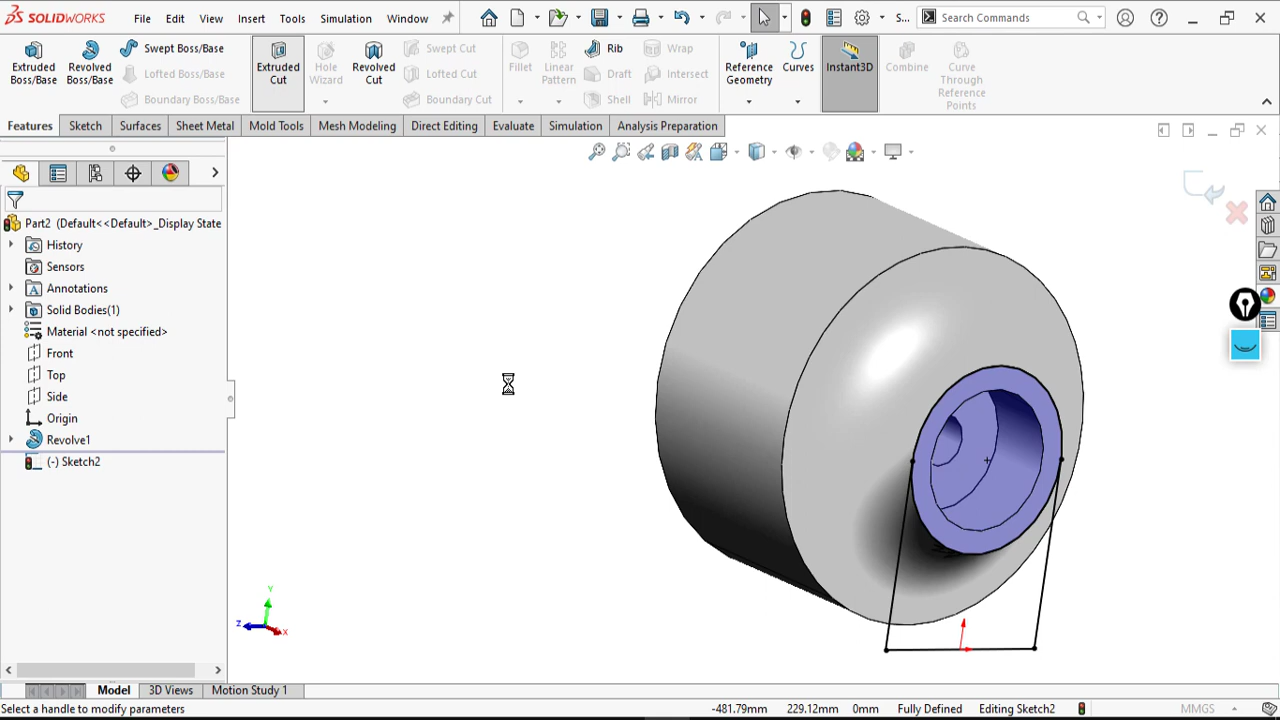 SOLIDWORKS File Edit View Insert Tools Simulation Window S... Search Commands
Extruded Boss/Base
Revolved Boss/Base
Swept Boss/Base
Lofted Boss/Base
Boundary Boss/Base
Extruded Cut
Hole Wizard
Revolved Cut
Swept Cut
Lofted Cut
Boundary Cut
Fillet
Linear Pattern
Rib
Draft
Shell
Wrap
Intersect
Mirror
Reference Geometry
Curves
Instant3D
Combine
Curve Through Reference Points
Features Sketch Surfaces Sheet Metal Mold Tools Mesh Modeling Direct Editing Evaluate Simulation Analysis Preparation
Part2 (Default<<Default>_Display State
History
Sensors
Annotations
Solid Bodies(1)
Material <not specified>
Front
Top
Side
Origin
Revolve1
(-) Sketch2
Y
Z
X
Model 3D Views Motion Study 1
Select a handle to modify parameters -481.79mm 229.12mm 0mm Fully Defined Editing Sketch2 MMGS